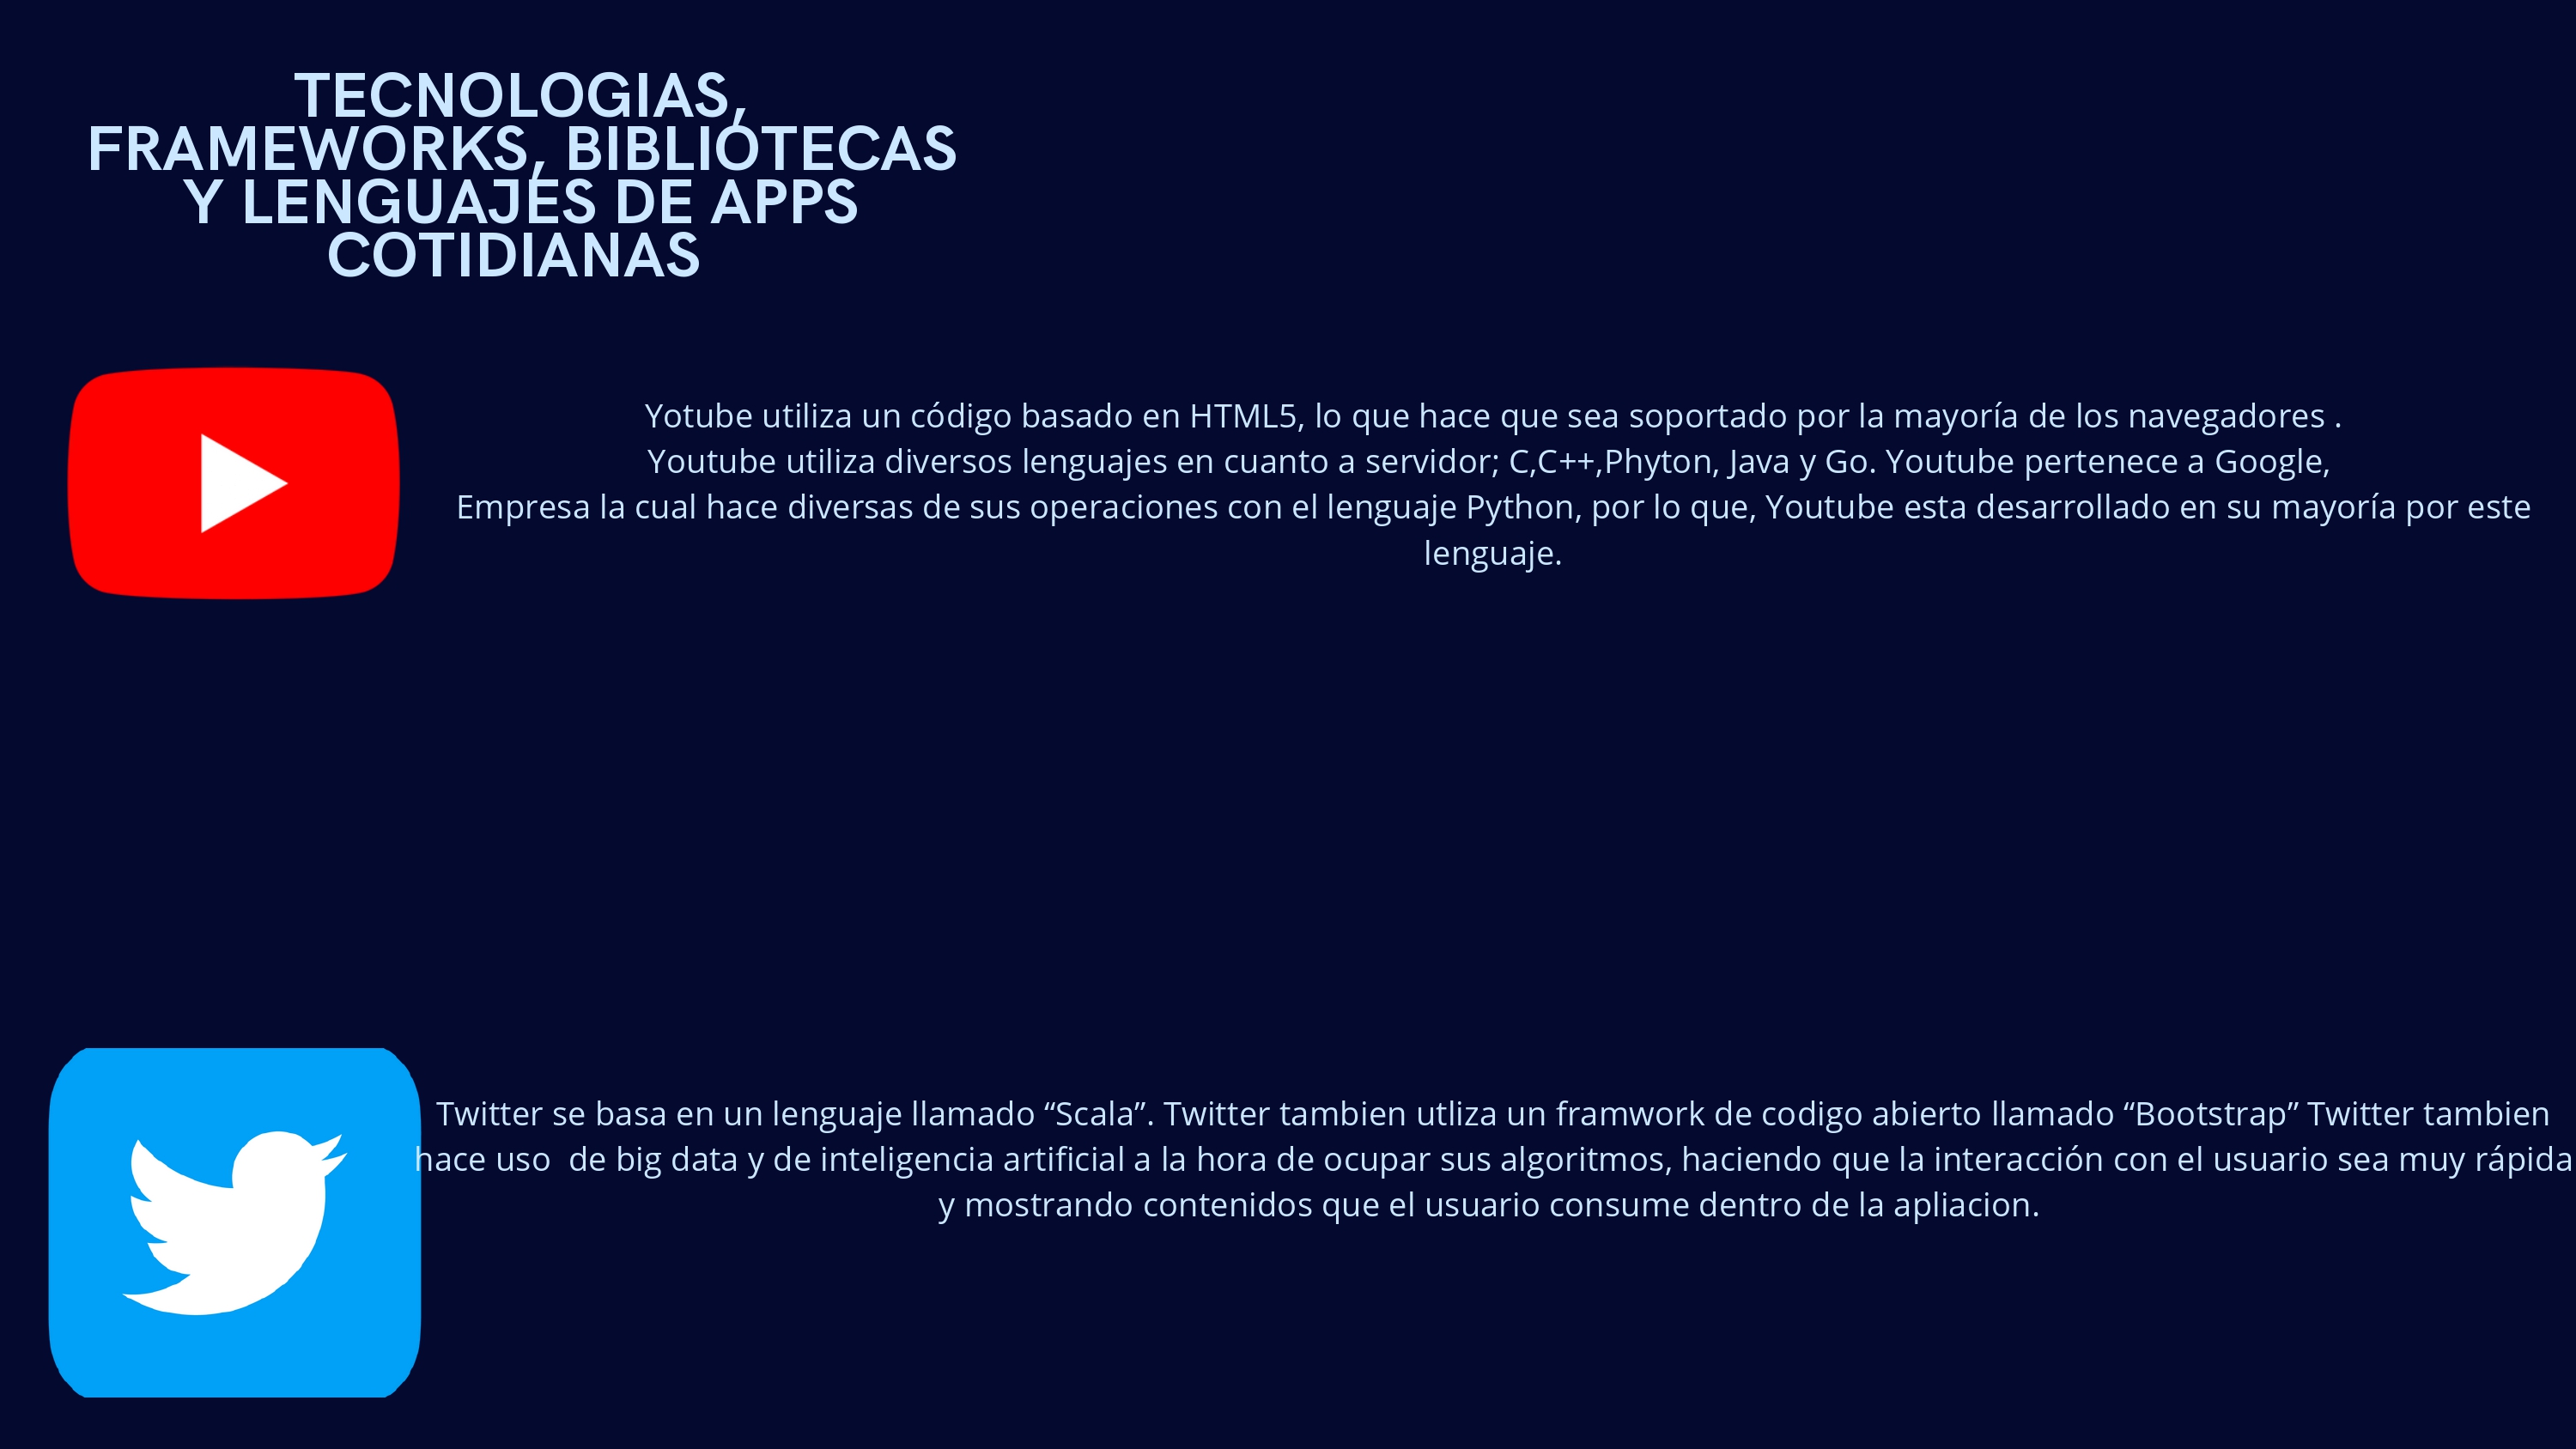 TECNOLOGIAS,
FRAMEWORKS, BIBLIOTECAS
Y LENGUAJES DE APPS
COTIDIANAS
Yotube utiliza un código basado en HTML5, lo que hace que sea soportado por la mayoría de los navegadores .
Youtube utiliza diversos lenguajes en cuanto a servidor; C,C++,Phyton, Java y Go. Youtube pertenece a Google,
Empresa la cual hace diversas de sus operaciones con el lenguaje Python, por lo que, Youtube esta desarrollado en su mayoría por este
lenguaje.
Twitter se basa en un lenguaje llamado “Scala”. Twitter tambien utliza un framwork de codigo abierto llamado “Bootstrap” Twitter tambien
hace uso  de big data y de inteligencia artificial a la hora de ocupar sus algoritmos, haciendo que la interacción con el usuario sea muy rápida
y mostrando contenidos que el usuario consume dentro de la apliacion.